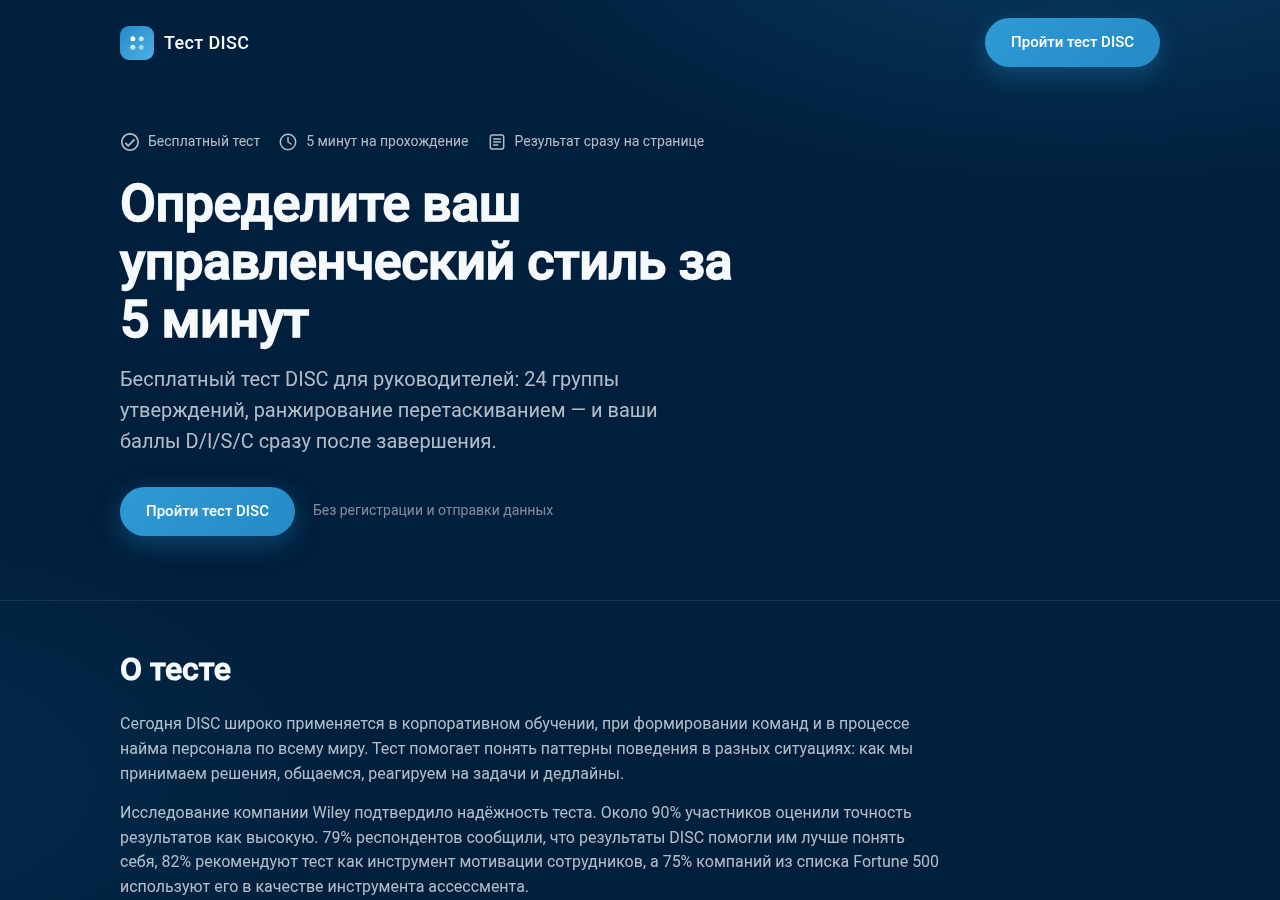 Тест DISC
Пройти тест DISC
Бесплатный тест
5 минут на прохождение
Результат сразу на странице
Определите ваш
управленческий стиль за
5 минут
Бесплатный тест DISC для руководителей: 24 группы
утверждений, ранжирование перетаскиванием — и ваши
баллы D/I/S/C сразу после завершения.
Пройти тест DISC
Без регистрации и отправки данных
О тесте
Сегодня DISC широко применяется в корпоративном обучении, при формировании команд и в процессе
найма персонала по всему миру. Тест помогает понять паттерны поведения в разных ситуациях: как мы
принимаем решения, общаемся, реагируем на задачи и дедлайны.
Исследование компании Wiley подтвердило надёжность теста. Около 90% участников оценили точность
результатов как высокую. 79% респондентов сообщили, что результаты DISC помогли им лучше понять
себя, 82% рекомендуют тест как инструмент мотивации сотрудников, а 75% компаний из списка Fortune 500
используют его в качестве инструмента ассессмента.